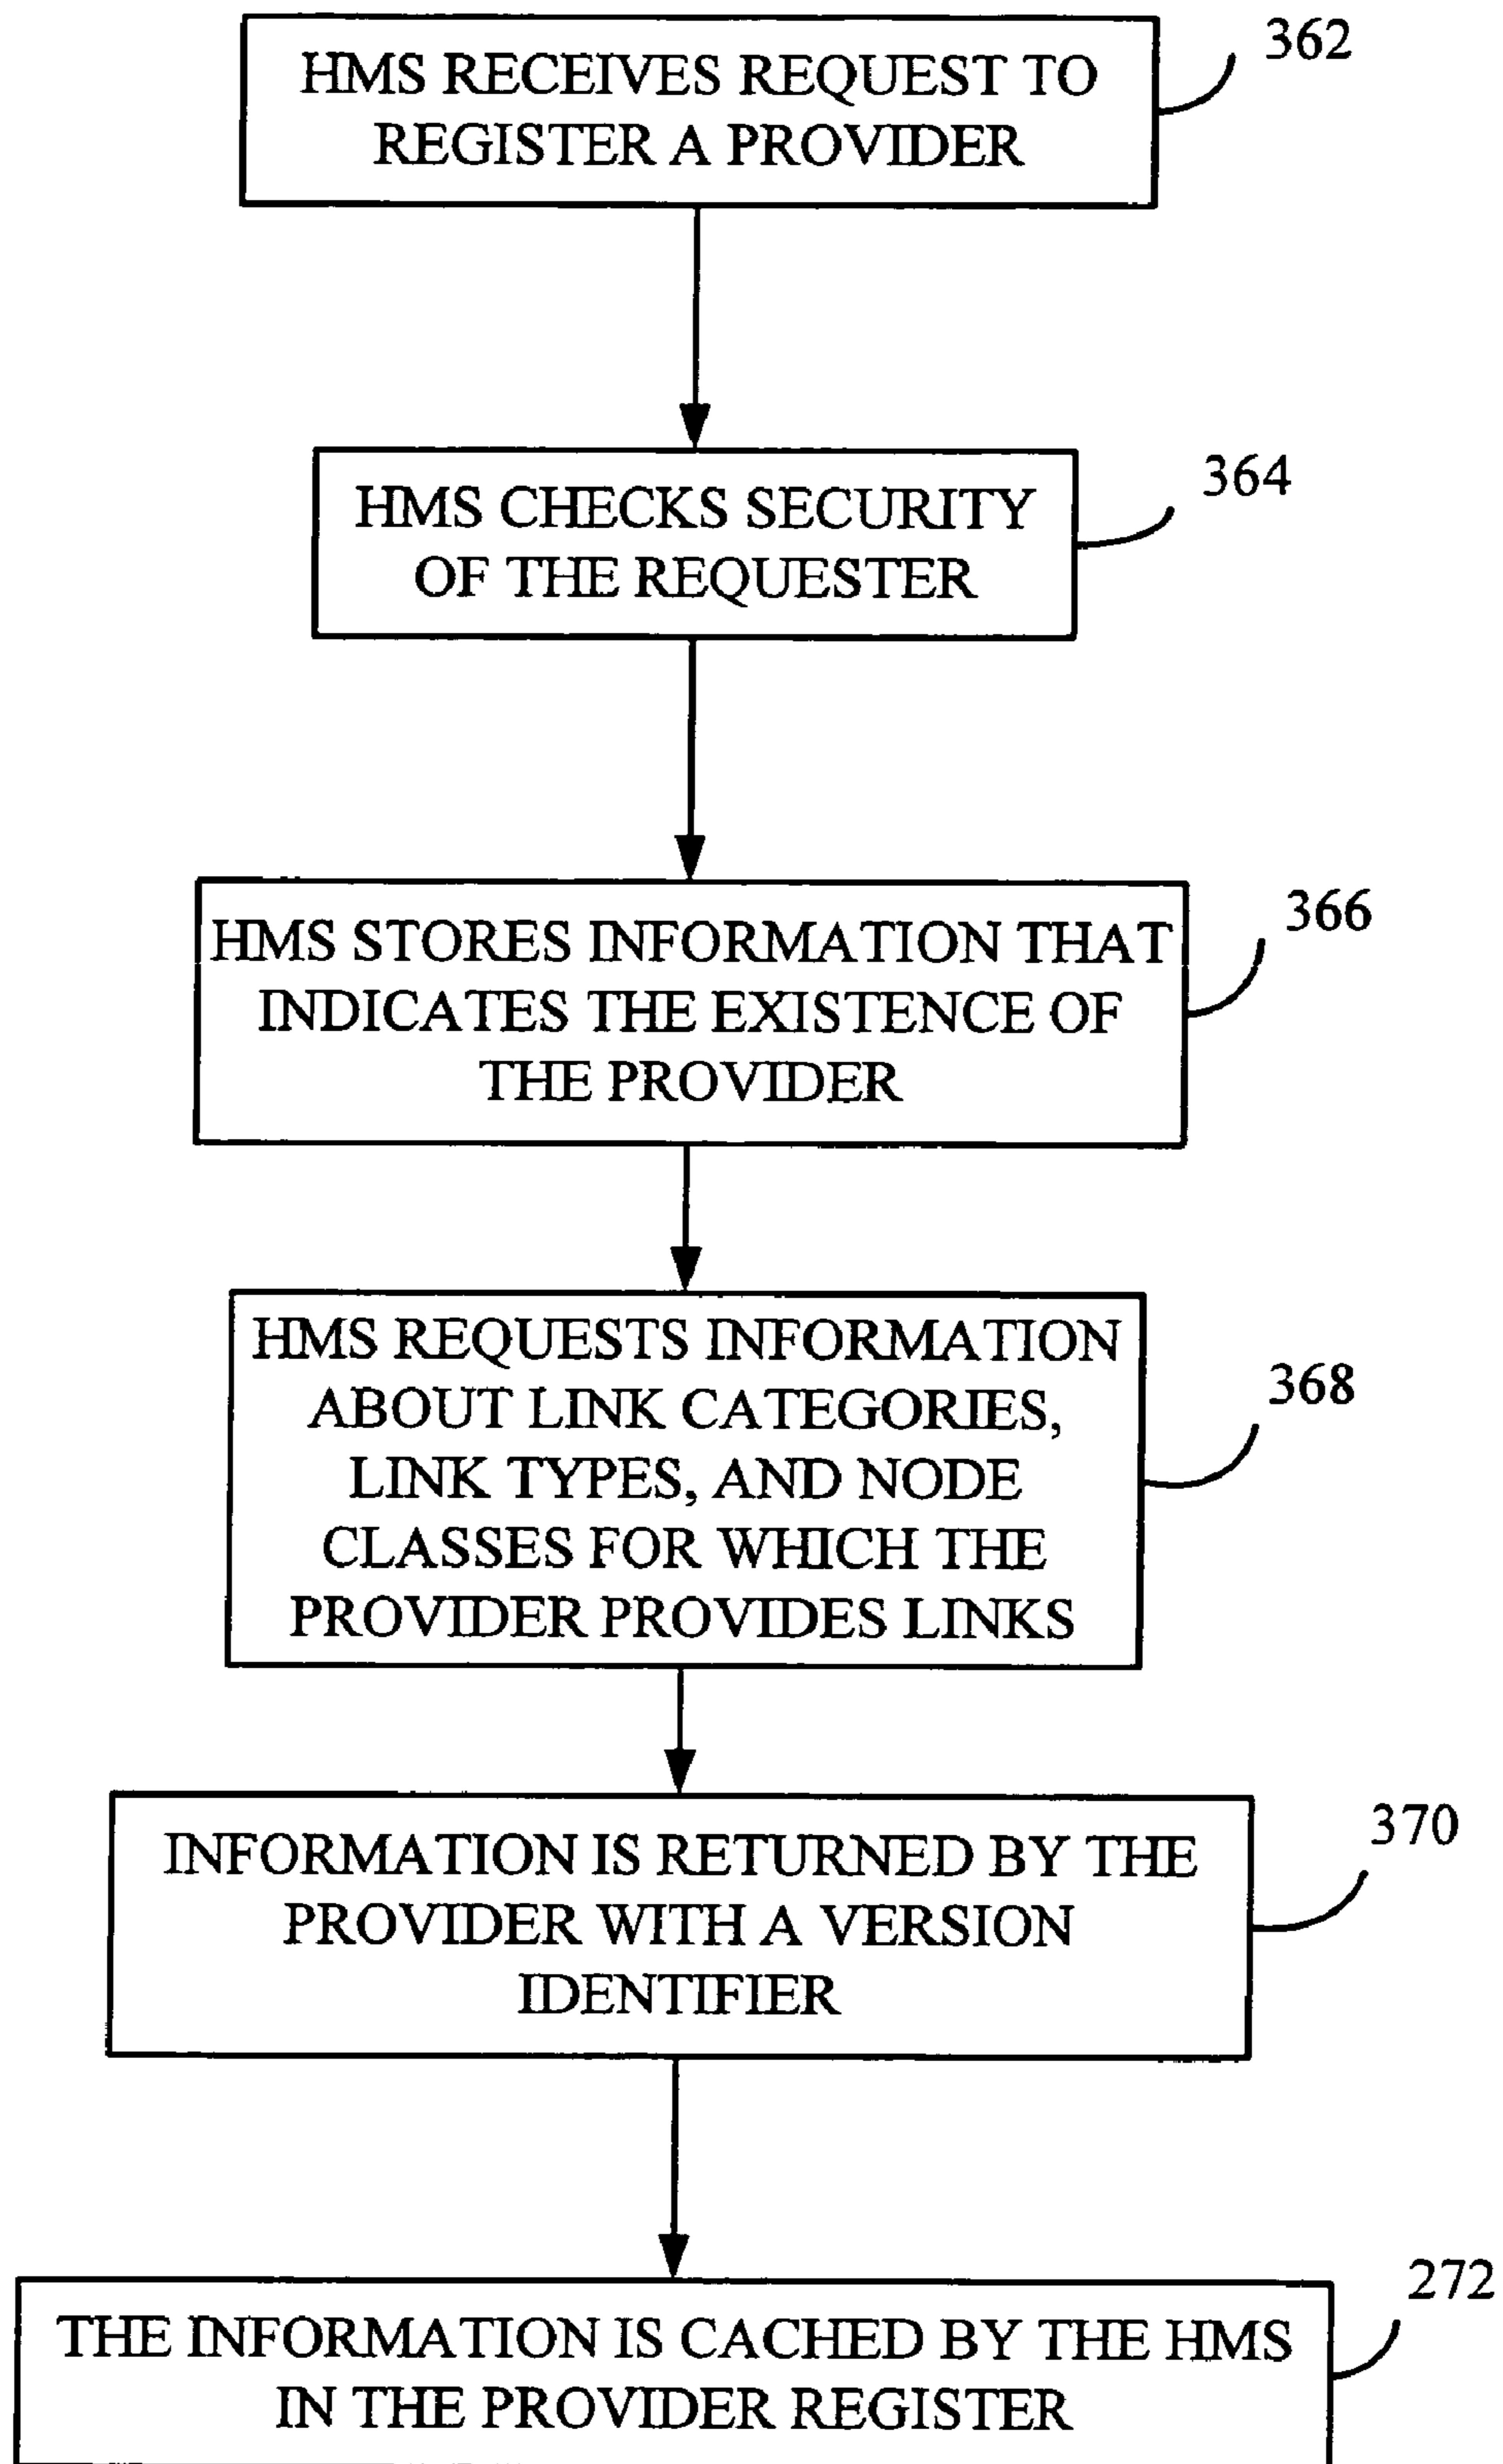 HMS RECEIVES REQUEST TO
REGISTER A PROVIDER
362
HMS CHECKS SECURITY
OF THE REQUESTER
364
HMS STORES INFORMATION THAT
INDICATES THE EXISTENCE OF
THE PROVIDER
366
HMS REQUESTS INFORMATION
ABOUT LINK CATEGORIES,
LINK TYPES, AND NODE
CLASSES FOR WHICH THE
PROVIDER PROVIDES LINKS
368
INFORMATION IS RETURNED BY THE
PROVIDER WITH A VERSION
IDENTIFIER
370
THE INFORMATION IS CACHED BY THE HMS
IN THE PROVIDER REGISTER
272